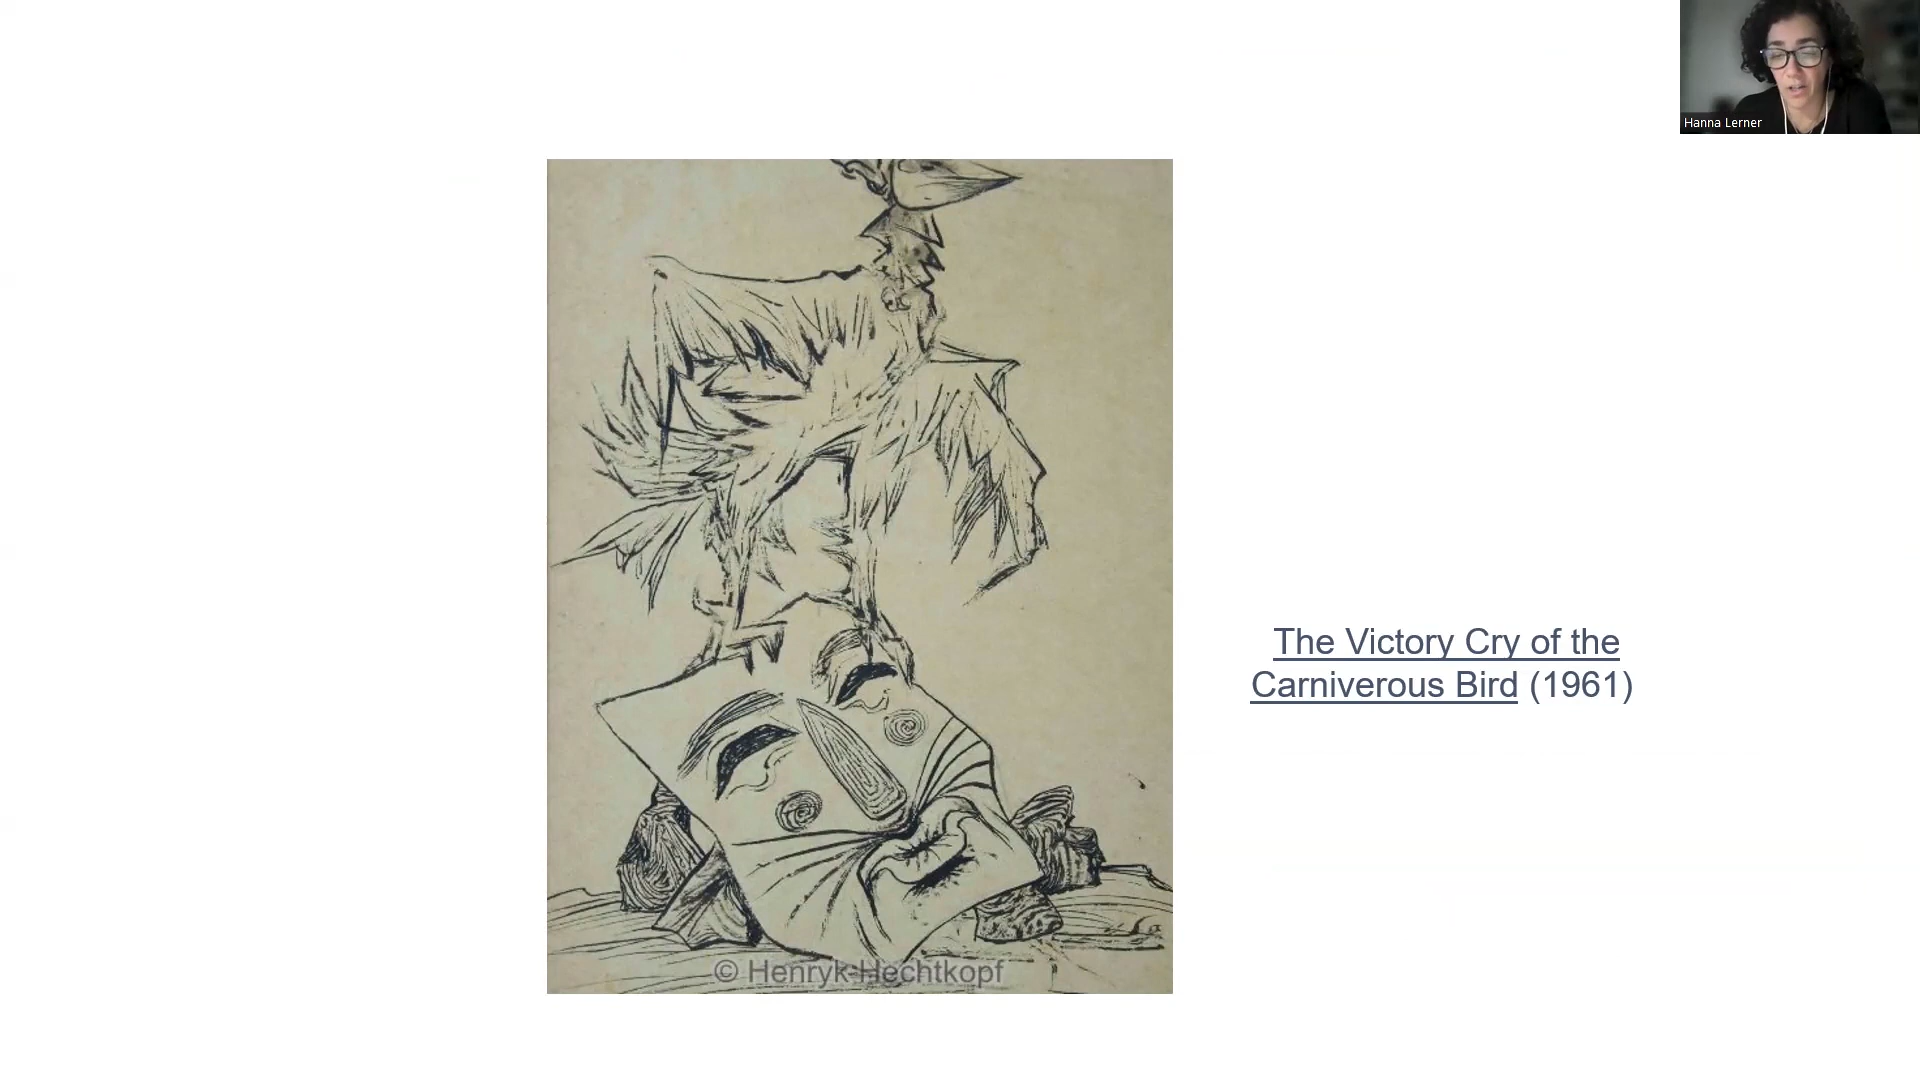 Hanna Lerner
The Victory Cry of the
Carniverous Bird (1961)
© Henryk Hechtkopf